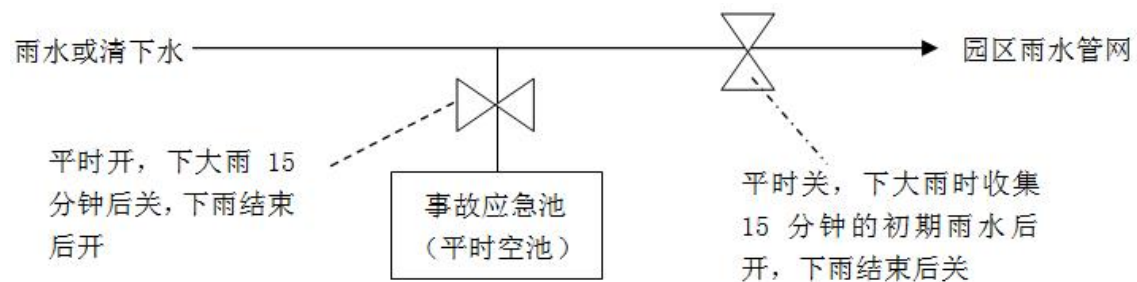 雨水或清下水
园区雨水管网
平时开，下大雨 15
分钟后关，下雨结束
后开
事故应急池
（平时空池）
平时关，下大雨时收集
15 分钟的初期雨水后
开，下雨结束后关